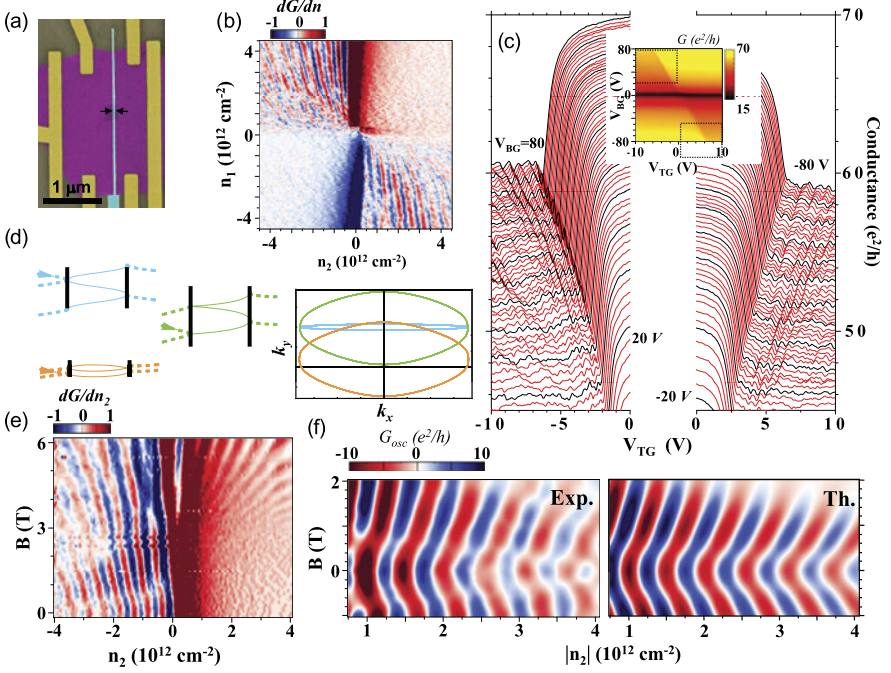 (a)
1 µm
(b)
dG/dn
-1 0 1
n1 (10^12 cm-2)
4
0
-4
-4 0 4
n2 (10^12 cm-2)
(c)
70
60
50
Conductance (e2/h)
VBG=80
20 V
-80 V
-20 V
G (e2/h)
80
0
-80
VBG (V)
-10 0 10
VTG (V)
70
15
-10 -5 0
0 5 10
VTG (V)
(d)
ky
kx
(e)
dG/dn2
-1 0 1
B (T)
6
3
0
-4 -2 0 2 4
n2 (10^12 cm-2)
(f)
Gosc (e2/h)
-10 0 10
B (T)
2
0
Exp.
Th.
1 2 3 4
1 2 3 4
|n2| (10^12 cm-2)